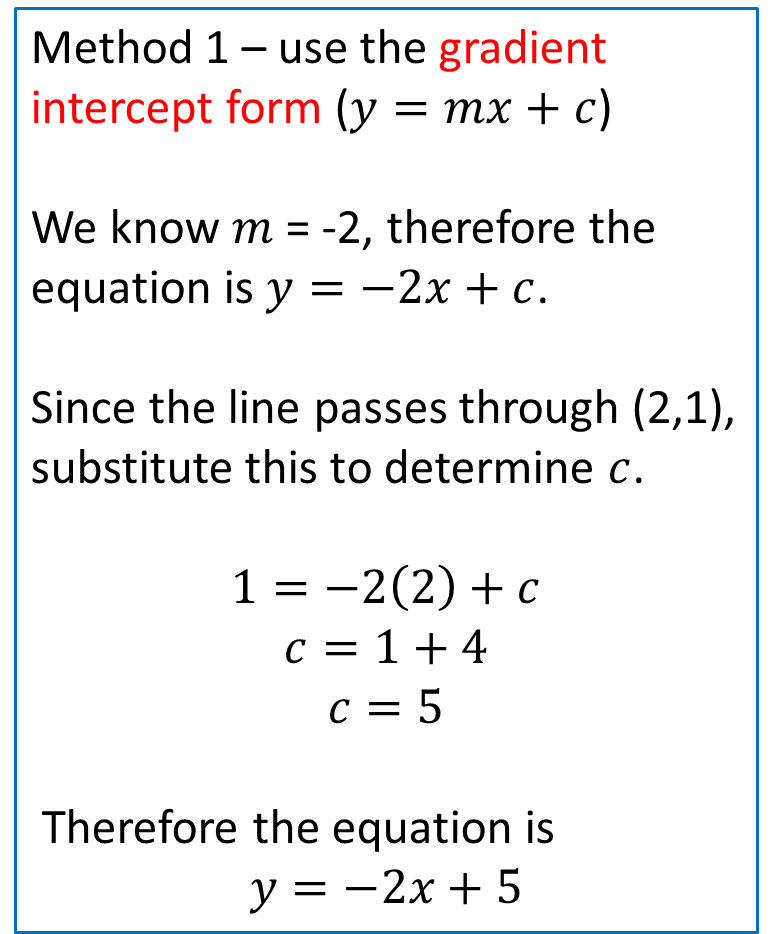 Method 1 – use the gradient
intercept form (y = mx + c)
We know m = -2, therefore the
equation is y = −2x + c.
Since the line passes through (2,1),
substitute this to determine c.
1 = −2(2) + c
c = 1 + 4
c = 5
Therefore the equation is
y = −2x + 5